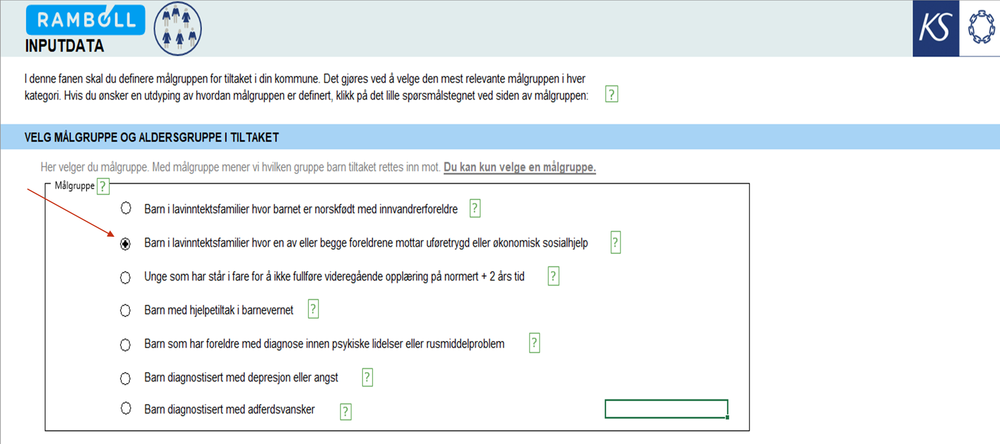 RAMBOLL
INPUTDATA
KS
I denne fanen skal du definere målgruppen for tiltaket i din kommune. Det gjøres ved å velge den mest relevante målgruppen i hver
kategori. Hvis du ønsker en utdyping av hvordan målgruppen er definert, klikk på det lille spørsmålstegnet ved siden av målgruppen: ?
VELG MÅLGRUPPE OG ALDERSGRUPPE I TILTAKET
Her velger du målgruppe. Med målgruppe mener vi hvilken gruppe barn tiltaket rettes inn mot. Du kan kun velge en målgruppe.
Målgruppe ?
Barn i lavinntektsfamilier hvor barnet er norskfødt med innvandrerforeldre ?
Barn i lavinntektsfamilier hvor en av eller begge foreldrene mottar uføretrygd eller økonomisk sosialhjelp ?
Unge som har står i fare for å ikke fullføre videregående opplæring på normert + 2 års tid ?
Barn med hjelpetiltak i barnevernet ?
Barn som har foreldre med diagnose innen psykiske lidelser eller rusmiddelproblem ?
Barn diagnostisert med depresjon eller angst ?
Barn diagnostisert med adferdsvansker ?